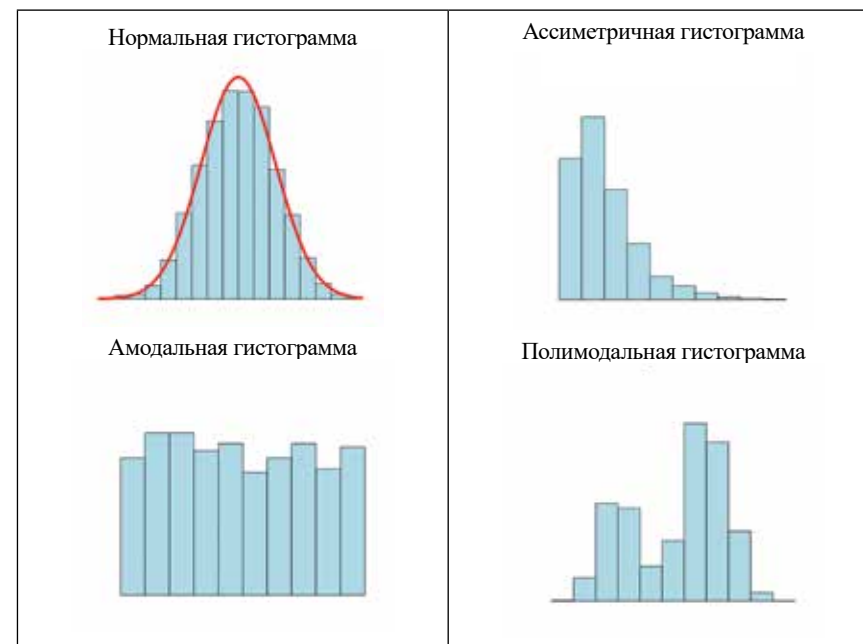 Нормальная гистограмма
Ассиметричная гистограмма
Амодальная гистограмма
Полимодальная гистограмма